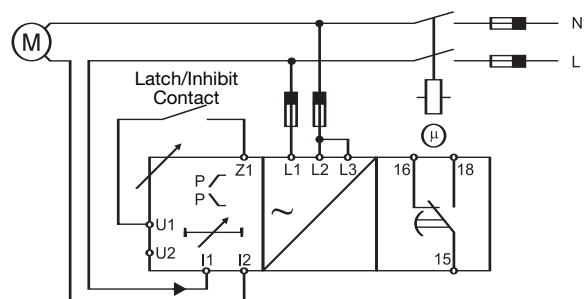 N
M
L
Latch/Inhibit
Contact
µ
Z1 L1 L2 L3 16 18
P
P
~
U1
U2
I1 I2 15